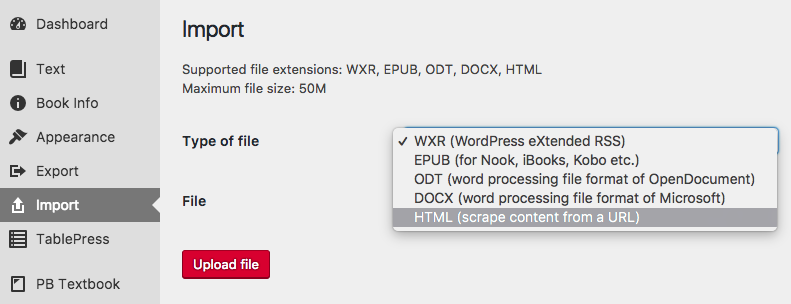 Dashboard
Text
Book Info
Appearance
Export
Import
TablePress
PB Textbook
Import
Supported file extensions: WXR, EPUB, ODT, DOCX, HTML
Maximum file size: 50M
Type of file
✓ WXR (WordPress eXtended RSS)
EPUB (for Nook, iBooks, Kobo etc.)
ODT (word processing file format of OpenDocument)
DOCX (word processing file format of Microsoft)
HTML (scrape content from a URL)
File
Upload file